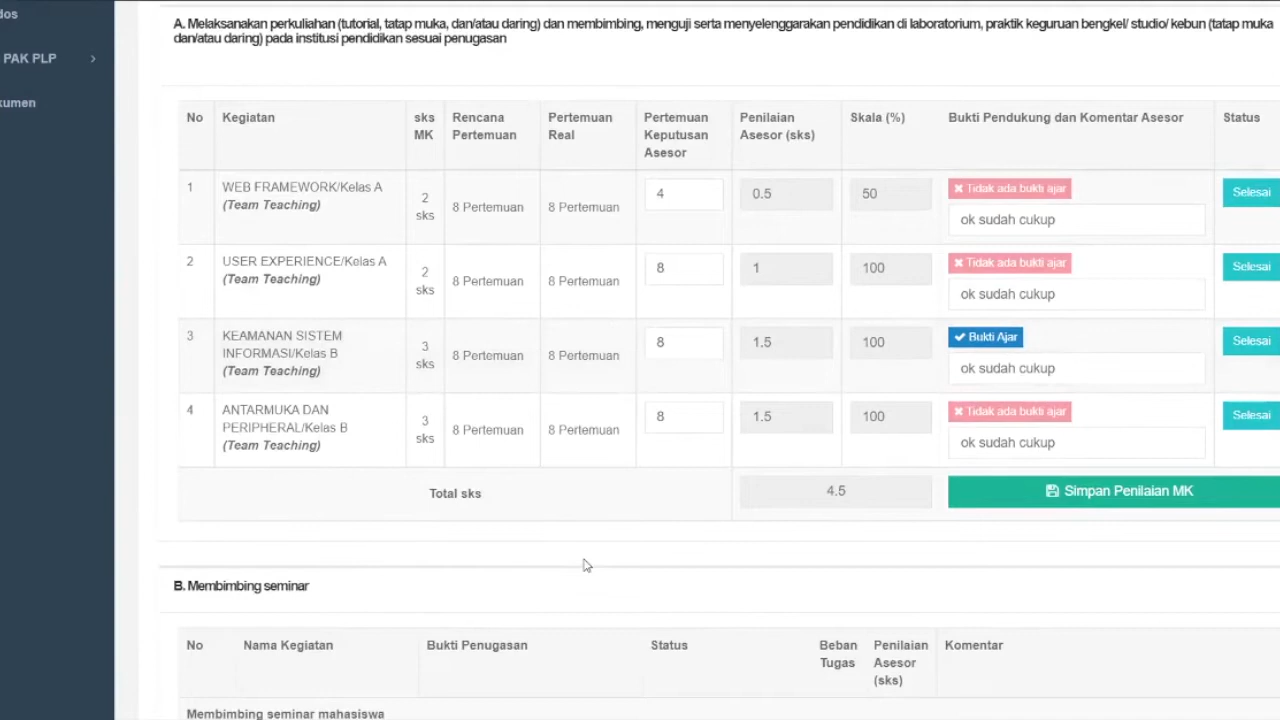 dos
PAK PLP
kumen
A. Melaksanakan perkuliahan (tutorial, tatap muka, dan/atau daring) dan membimbing, menguji serta menyelenggarakan pendidikan di laboratorium, praktik keguruan bengkel/ studio/ kebun (tatap muka
dan/atau daring) pada institusi pendidikan sesuai penugasan
No Kegiatan sks MK Rencana Pertemuan Pertemuan Real Pertemuan Keputusan Asesor Penilaian Asesor (sks) Skala (%) Bukti Pendukung dan Komentar Asesor Status
1 WEB FRAMEWORK/Kelas A
(Team Teaching)
2 sks 8 Pertemuan 8 Pertemuan 4 0.5 50
Tidak ada bukti ajar
ok sudah cukup
Selesai
2 USER EXPERIENCE/Kelas A
(Team Teaching)
2 sks 8 Pertemuan 8 Pertemuan 8 1 100
Tidak ada bukti ajar
ok sudah cukup
Selesai
3 KEAMANAN SISTEM
INFORMASI/Kelas B
(Team Teaching)
3 sks 8 Pertemuan 8 Pertemuan 8 1.5 100
Bukti Ajar
ok sudah cukup
Selesai
4 ANTARMUKA DAN
PERIPHERAL/Kelas B
(Team Teaching)
3 sks 8 Pertemuan 8 Pertemuan 8 1.5 100
Tidak ada bukti ajar
ok sudah cukup
Selesai
Total sks 4.5 Simpan Penilaian MK
B. Membimbing seminar
No Nama Kegiatan Bukti Penugasan Status Beban Tugas Penilaian Asesor (sks) Komentar
Membimbing seminar mahasiswa